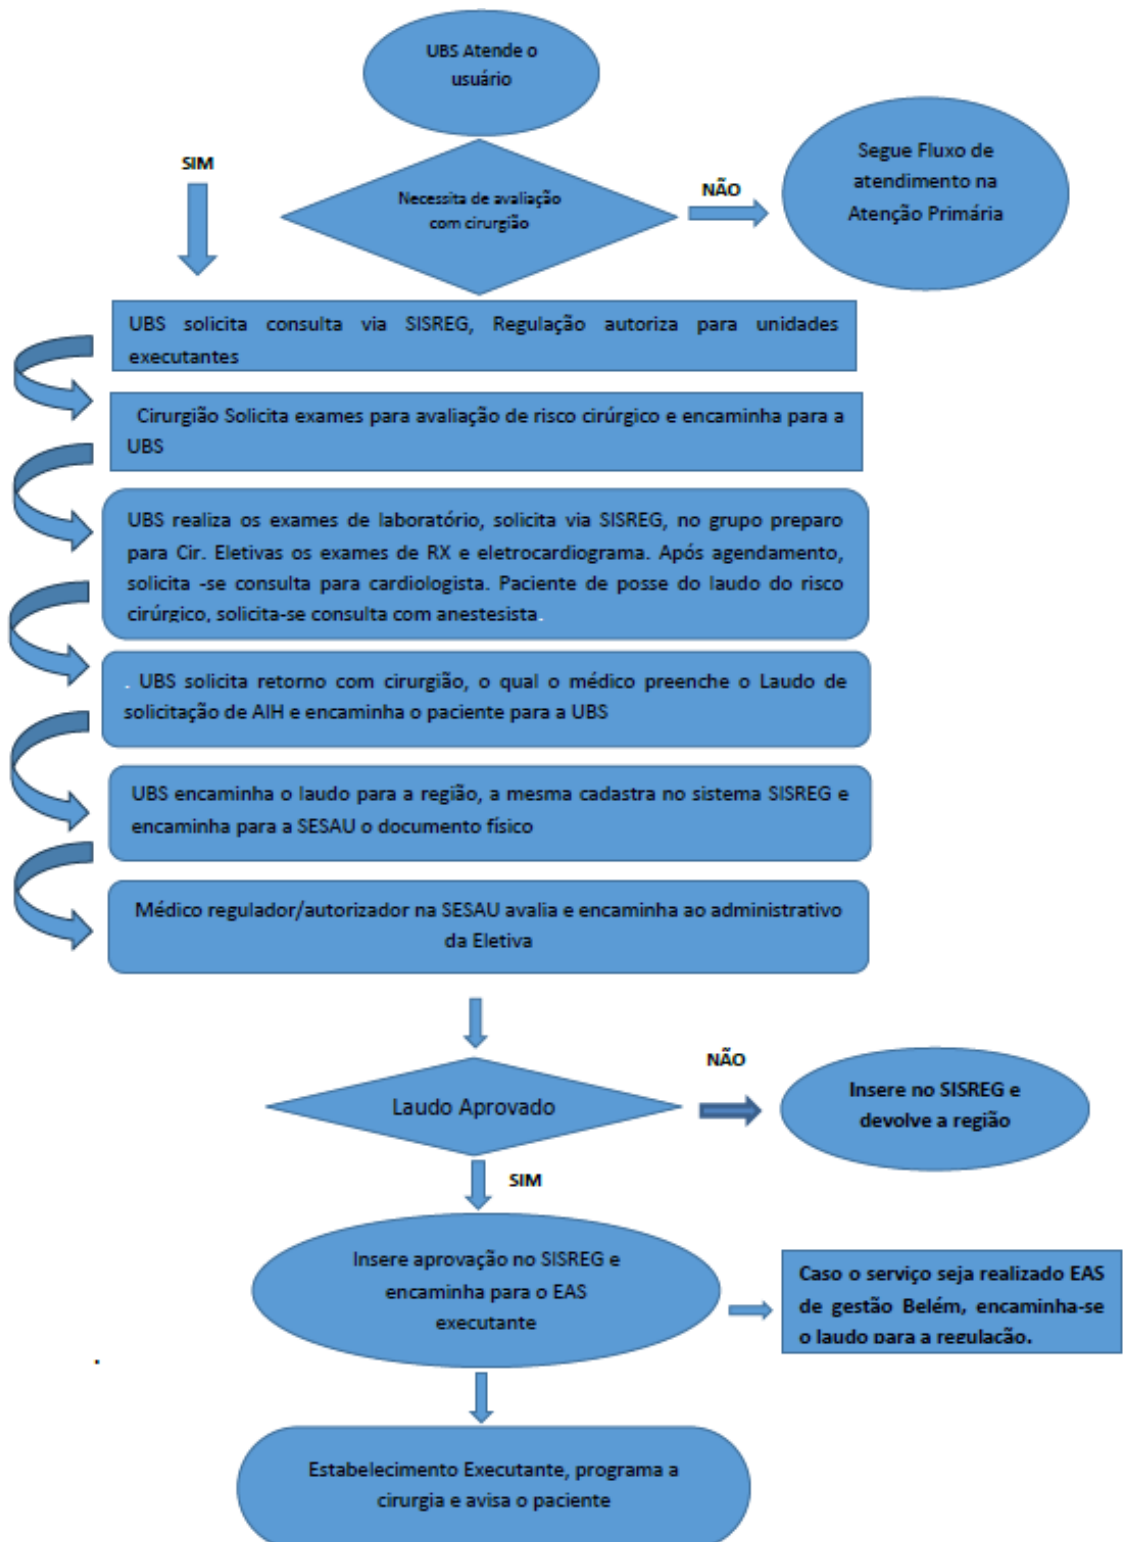 UBS Atende o
usuário
SIM
Necessita de avaliação
com cirurgião
NÃO
Segue Fluxo de
atendimento na
Atenção Primária
UBS solicita consulta via SISREG, Regulação autoriza para unidades
executantes
Cirurgião Solicita exames para avaliação de risco cirúrgico e encaminha para a
UBS
UBS realiza os exames de laboratório, solicita via SISREG, no grupo preparo
para Cir. Eletivas os exames de RX e eletrocardiograma. Após agendamento,
solicita -se consulta para cardiologista. Paciente de posse do laudo do risco
cirúrgico, solicita-se consulta com anestesista.
. UBS solicita retorno com cirurgião, o qual o médico preenche o Laudo de
solicitação de AIH e encaminha o paciente para a UBS
UBS encaminha o laudo para a região, a mesma cadastra no sistema SISREG e
encaminha para a SESAU o documento físico
Médico regulador/autorizador na SESAU avalia e encaminha ao administrativo
da Eletiva
Laudo Aprovado
NÃO
Insere no SISREG e
devolve a região
SIM
Insere aprovação no SISREG e
encaminha para o EAS
executante
Caso o serviço seja realizado EAS
de gestão Belém, encaminha-se
o laudo para a regulação.
.
Estabelecimento Executante, programa a
cirurgia e avisa o paciente